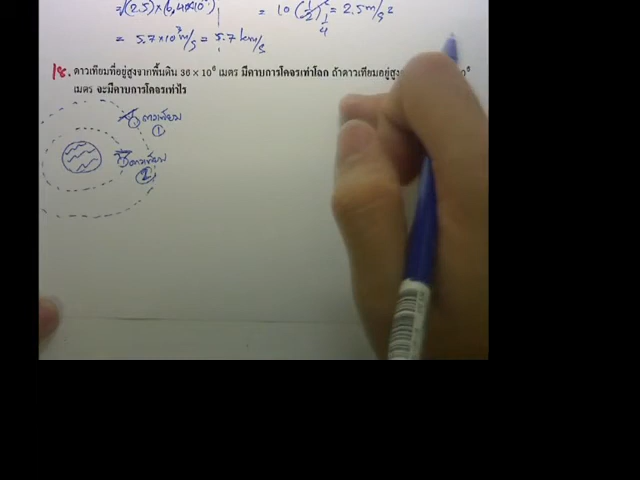 = √(2.5)×(6.4×10 = 10 (1/2)² = 2.5 m/s²
1/4
= 5.7×10³ m/s = 5.7 km/s
18. ดาวเทียมที่อยู่สูงจากพื้นดิน 36 × 10⁶ เมตร มีคาบการโคจรเท่าโลก ถ้าดาวเทียมอยู่สูง
เมตร จะมีคาบการโคจรเท่าไร
ดาวเทียม
①
ดาวเทียม
②